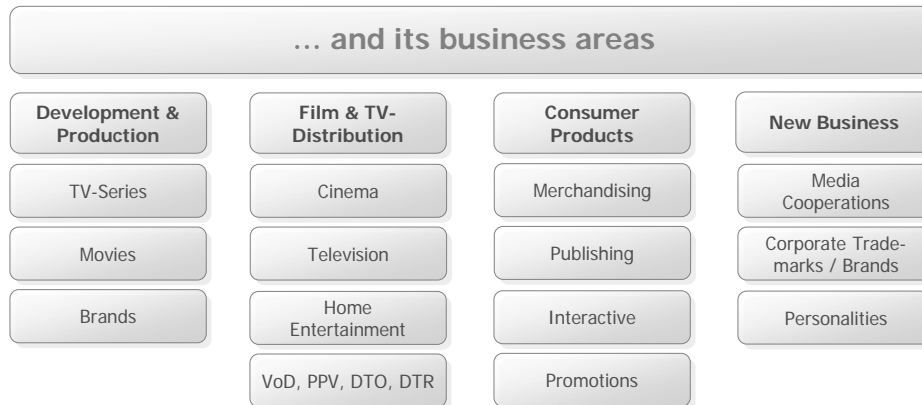 ... and its business areas
Development &
Production
TV-Series
Movies
Brands
Film & TV-
Distribution
Cinema
Television
Home
Entertainment
VoD, PPV, DTO, DTR
Consumer
Products
Merchandising
Publishing
Interactive
Promotions
New Business
Media
Cooperations
Corporate Trade-
marks / Brands
Personalities